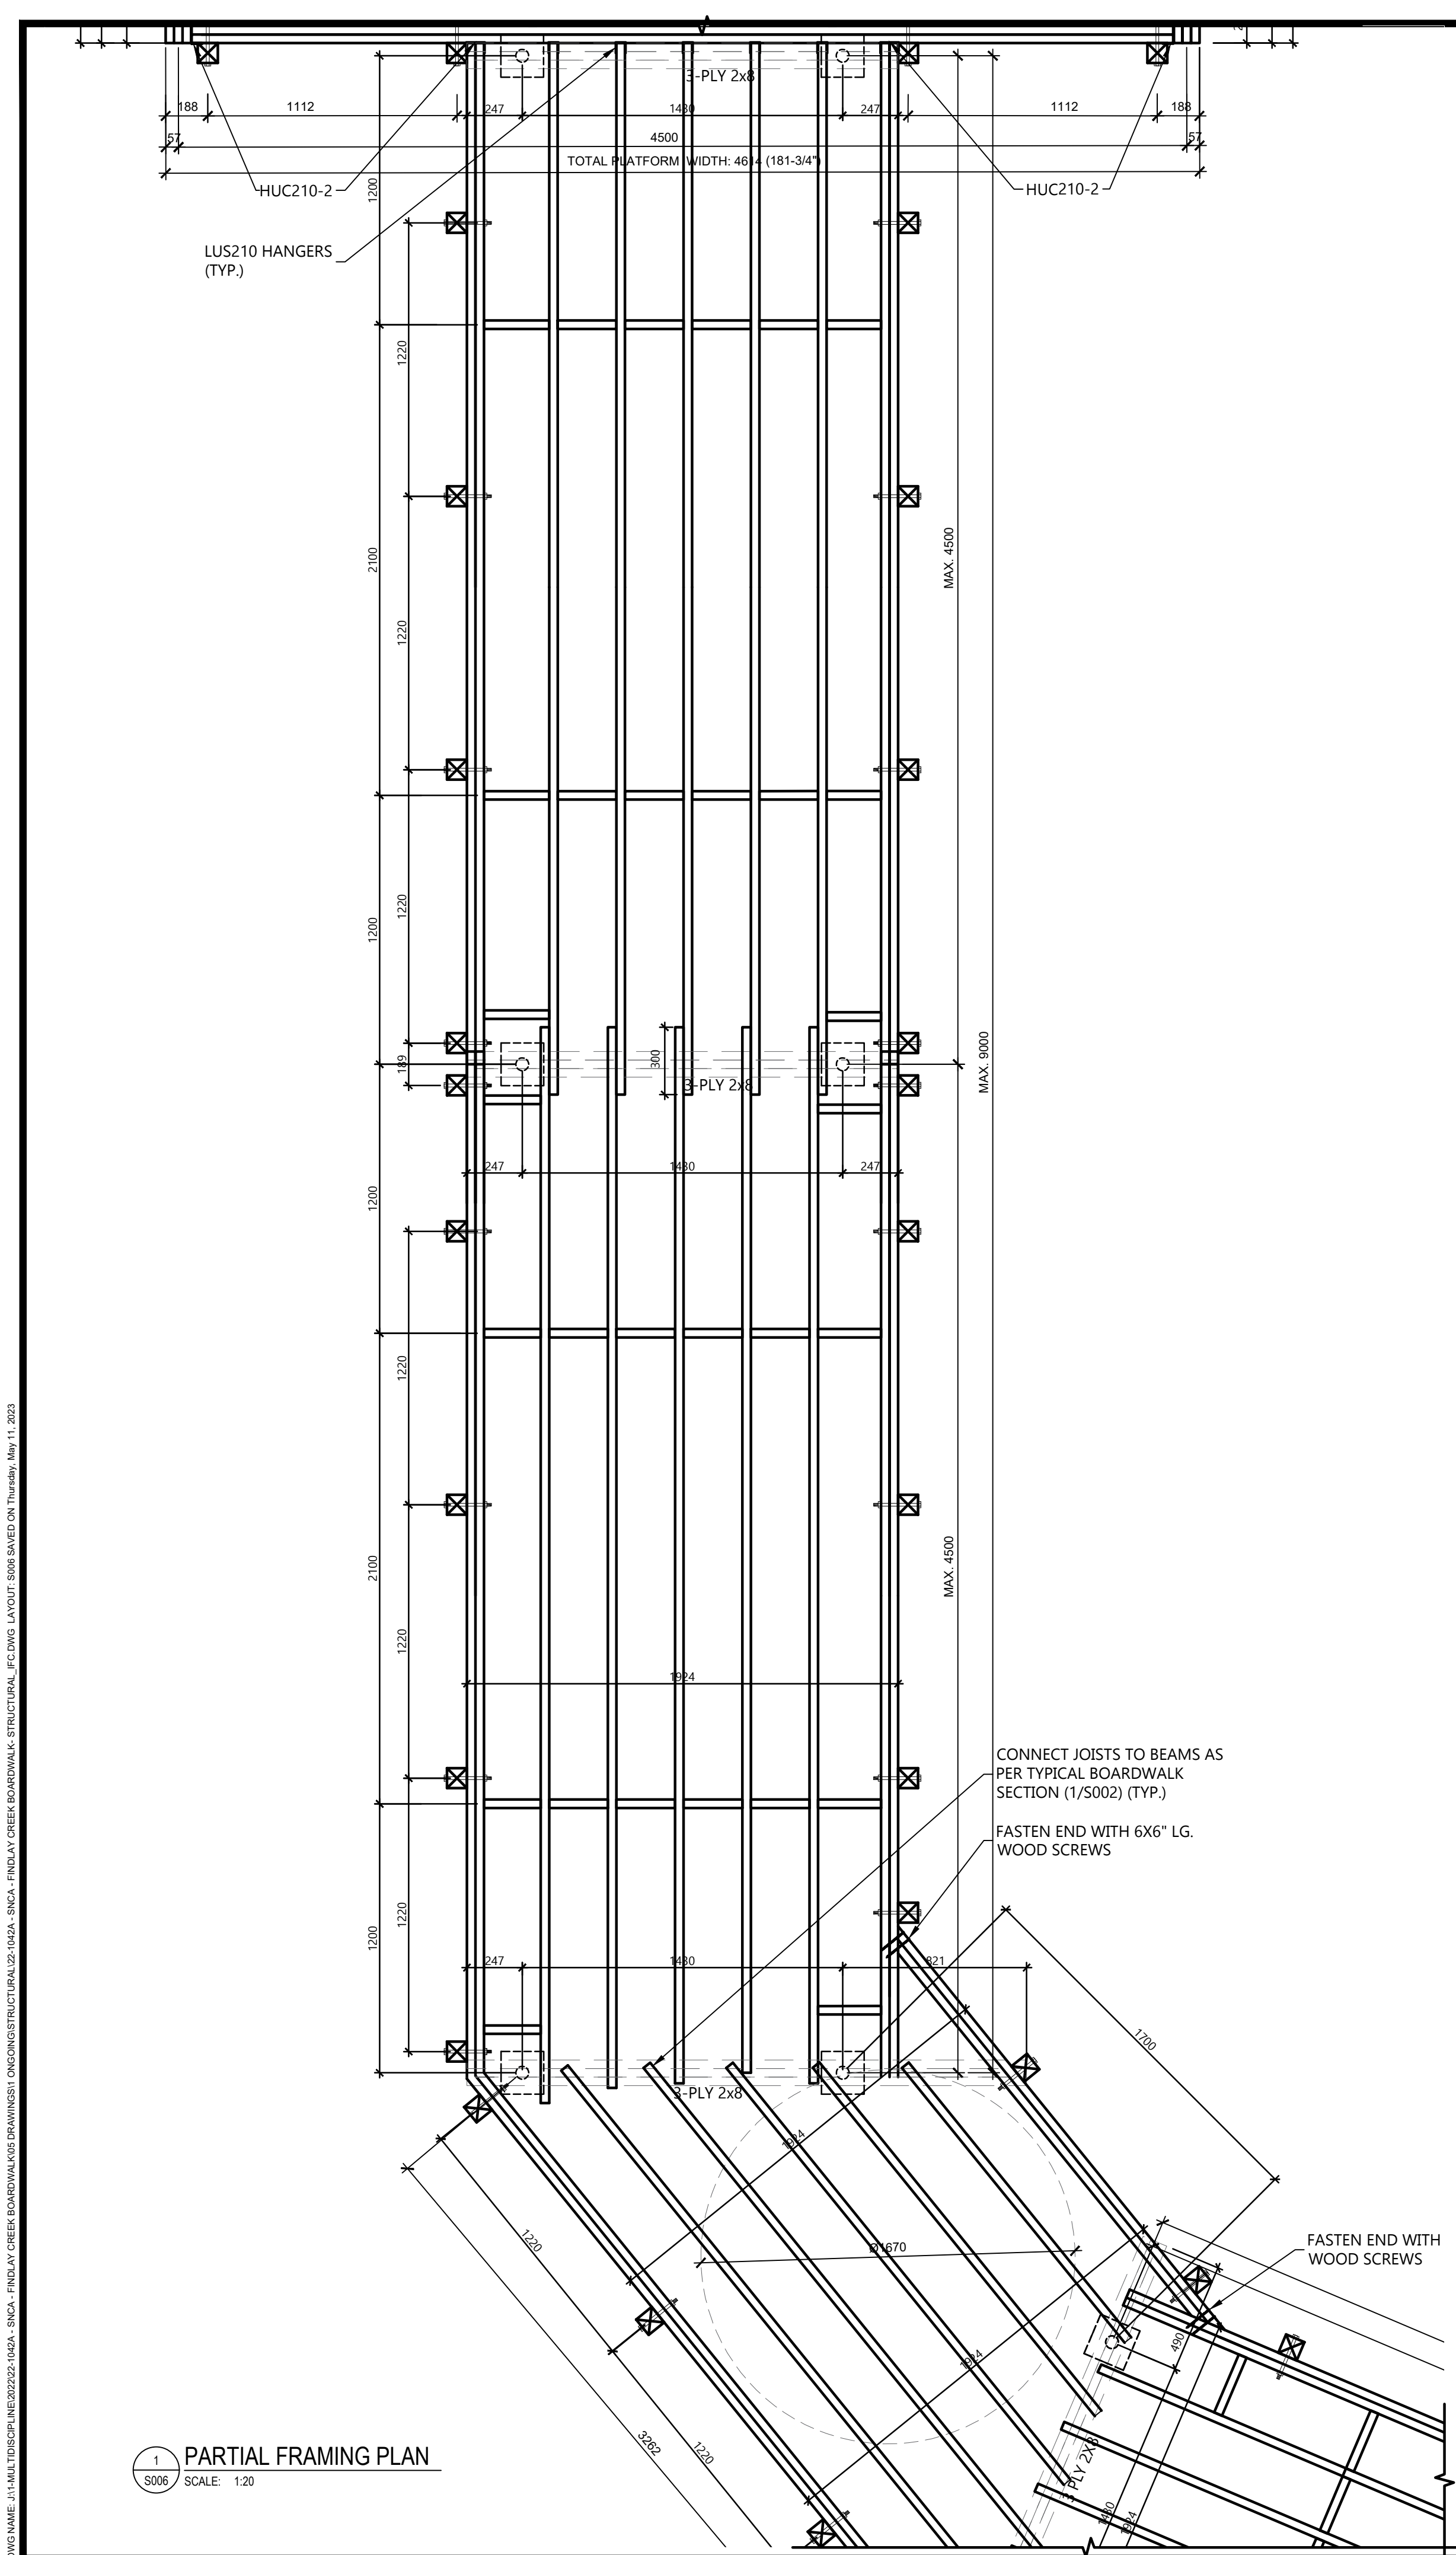 3-PLY 2x8
188
1112
247
1430
247
1112
188
57
4500
57
TOTAL PLATFORM WIDTH: 4614 (181-3/4")
HUC210-2
HUC210-2
1200
LUS210 HANGERS
(TYP.)
1220
MAX. 4500
2100
1220
1220
1200
MAX. 9000
189
300
3-PLY 2x8
247
1430
247
1200
1220
MAX. 4500
2100
1220
1924
CONNECT JOISTS TO BEAMS AS
PER TYPICAL BOARDWALK
SECTION (1/S002) (TYP.)
FASTEN END WITH 6X6" LG.
WOOD SCREWS
1220
1200
247
1430
821
1700
3-PLY 2x8
1924
1220
Ø1670
FASTEN END WITH
WOOD SCREWS
490
1924
3262
1220
3-PLY 2X8
1430
1924
1
S006
PARTIAL FRAMING PLAN
SCALE: 1:20
DWG NAME: J:\1-MULTIDISCIPLINE\2022\22-1042A - SNCA - FINDLAY CREEK BOARDWALK\05 DRAWINGS\11 ONGOING\STRUCTURAL\22-1042A - SNCA - FINDLAY CREEK BOARDWALK- STRUCTURAL_IFC.DWG LAYOUT: S006 SAVED ON Thursday, May 11, 2023